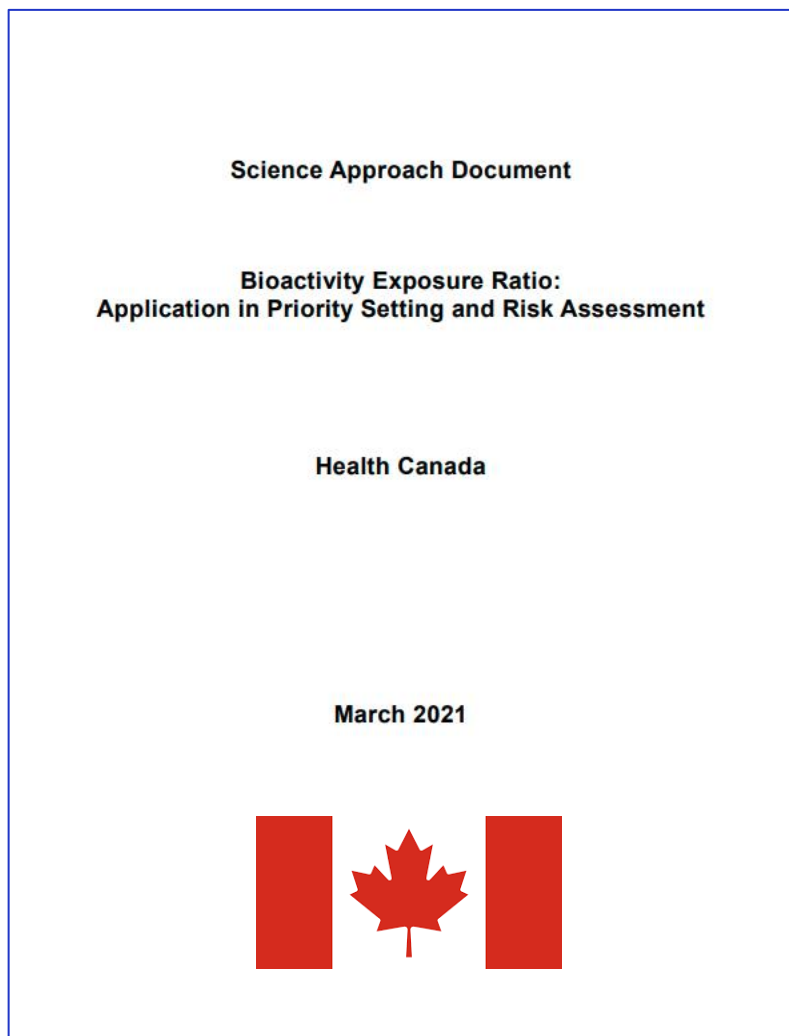 Science Approach Document
Bioactivity Exposure Ratio:
Application in Priority Setting and Risk Assessment
Health Canada
March 2021